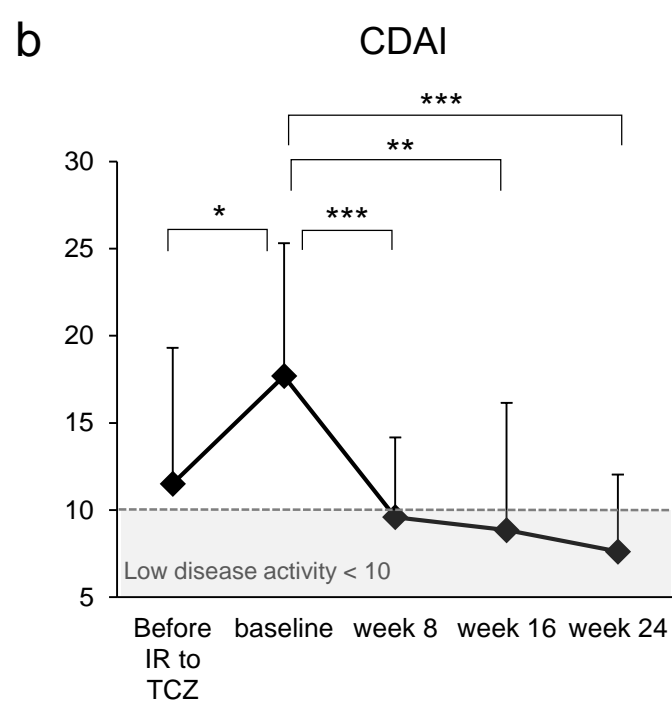 b
CDAI
***
**
* ***
30
25
20
15
10
5
Low disease activity < 10
Before IR to TCZ
baseline
week 8
week 16
week 24